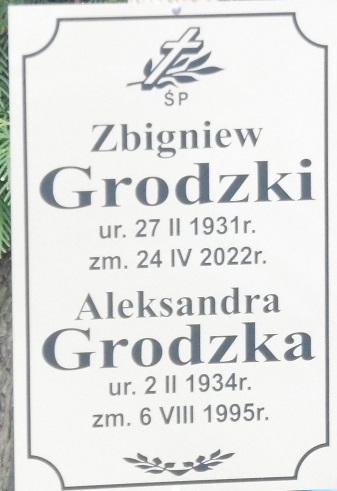 ŚP
Zbigniew
Grodzki
ur. 27 II 1931r.
zm. 24 IV 2022r.
Aleksandra
Grodzka
ur. 2 II 1934r.
zm. 6 VIII 1995r.